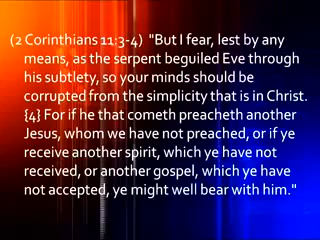 (2 Corinthians 11:3-4)  "But I fear, lest by any
means, as the serpent beguiled Eve through
his subtlety, so your minds should be
corrupted from the simplicity that is in Christ.
{4} For if he that cometh preacheth another
Jesus, whom we have not preached, or if ye
receive another spirit, which ye have not
received, or another gospel, which ye have
not accepted, ye might well bear with him."